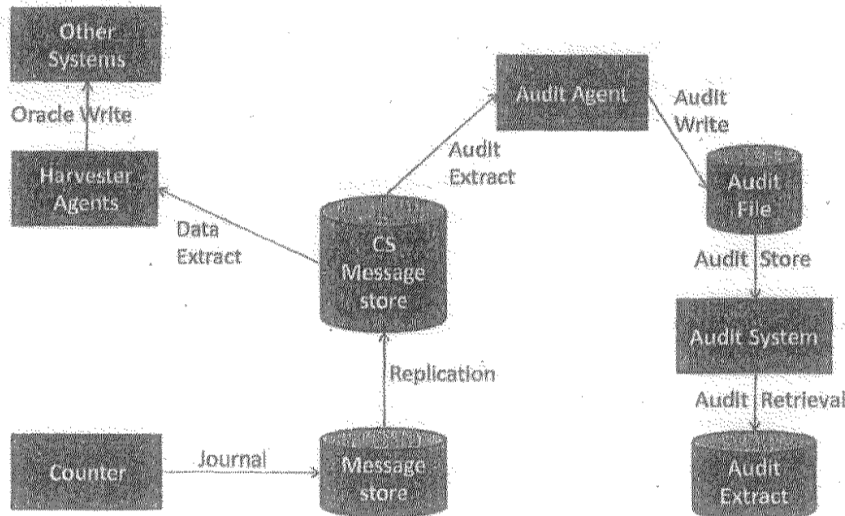 Other
Systems
Oracle Write
Harvester
Agents
Data
Extract
Audit Agent
Audit
Write
Audit
Extract
Audit
File
CS
Message
store
Audit Store
Audit System
Replication
Audit Retrieval
Counter
Journal
Message
store
Audit
Extract